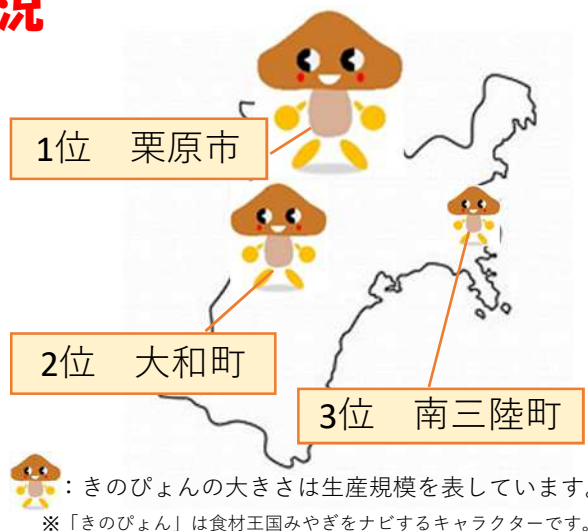 況
1位　栗原市
2位　大和町
3位　南三陸町
：きのぴょんの大きさは生産規模を表しています。
※「きのぴょん」は食材王国みやぎをナビするキャラクターです。